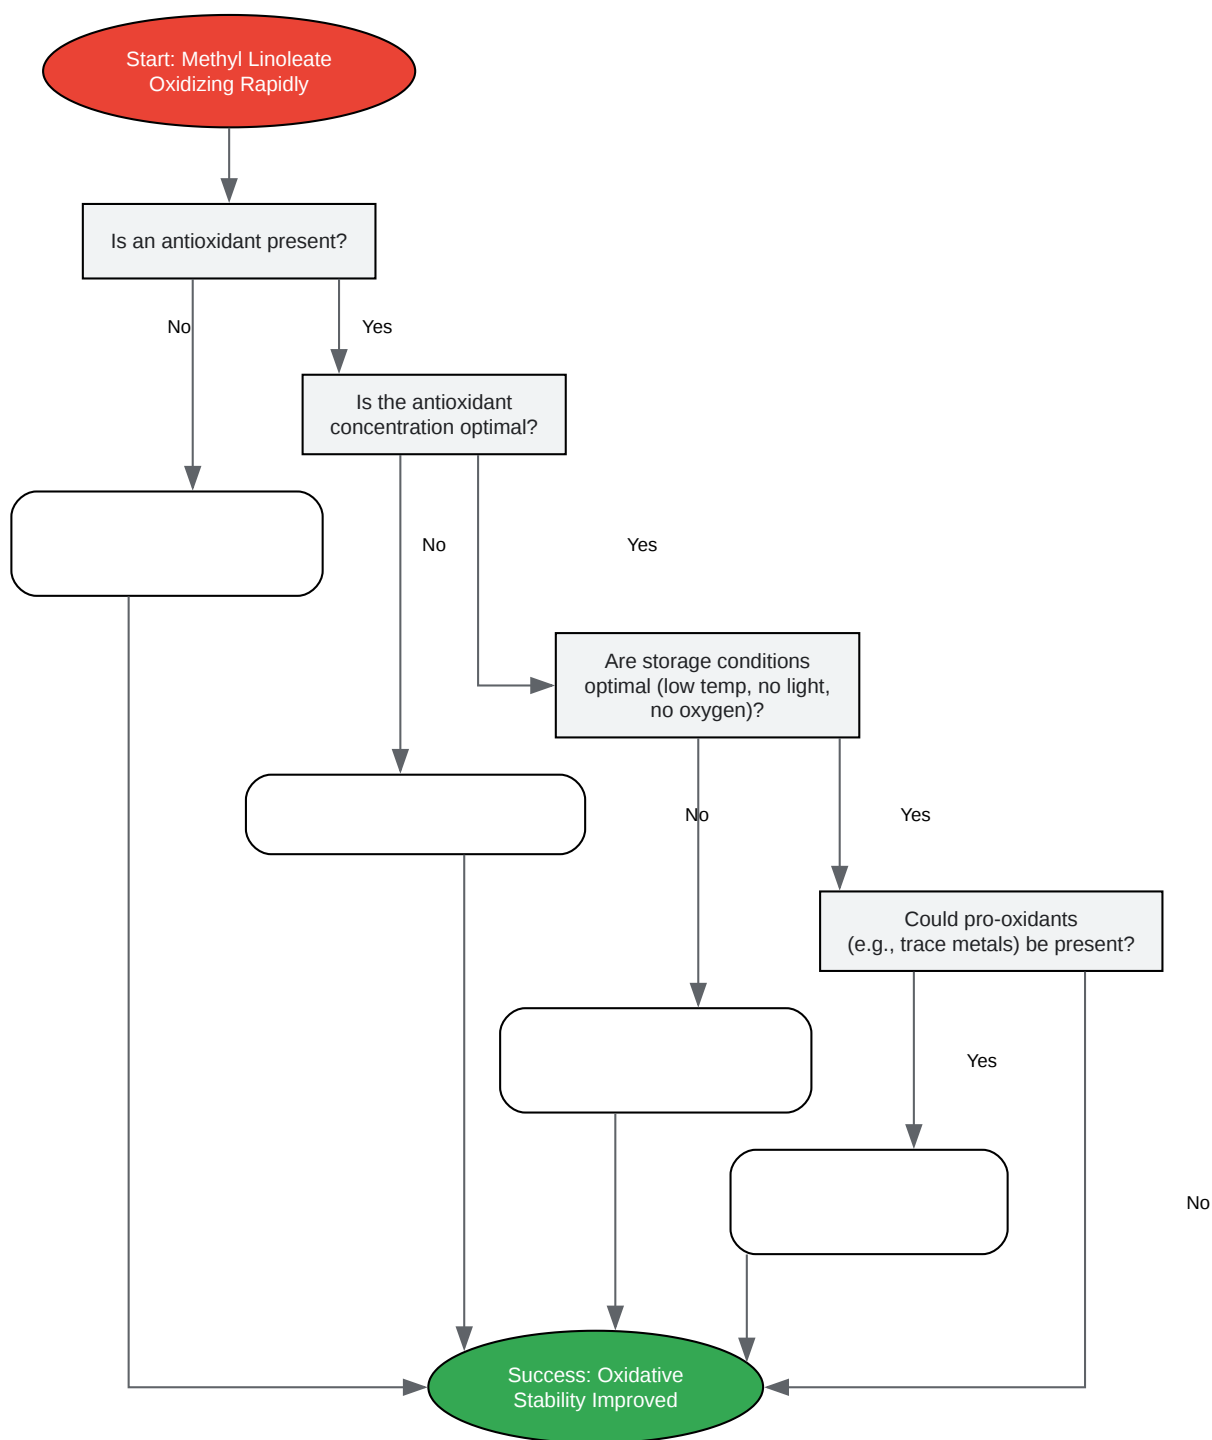 Start: Methyl Linoleate
Oxidizing Rapidly
Is an antioxidant present?
No
Yes
Is the antioxidant
concentration optimal?
No
Yes
Are storage conditions
optimal (low temp, no light,
no oxygen)?
No
Yes
Could pro-oxidants
(e.g., trace metals) be present?
Yes
No
Success: Oxidative
Stability Improved